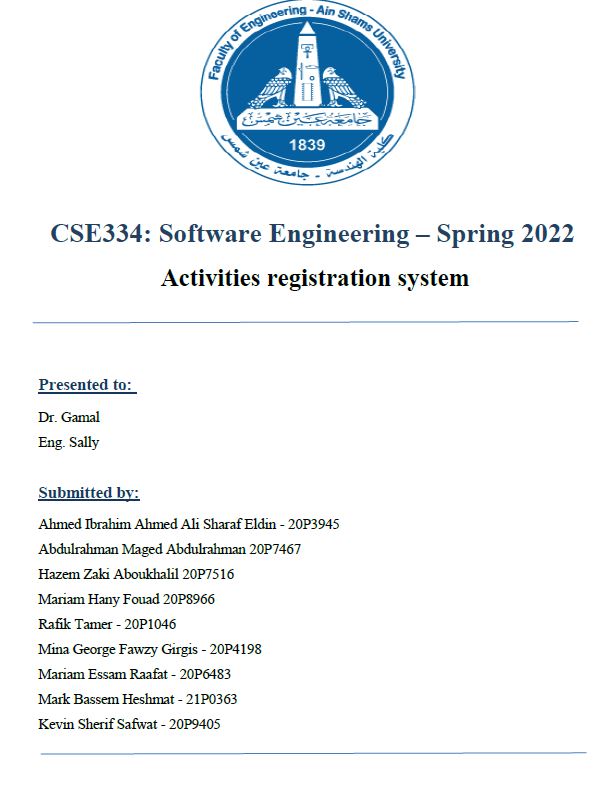 Faculty of Engineering - Ain Shams University
جامعة عين شمس
1839
كلية الهندسة - جامعة عين شمس
CSE334: Software Engineering – Spring 2022
Activities registration system
Presented to:
Dr. Gamal
Eng. Sally
Submitted by:
Ahmed Ibrahim Ahmed Ali Sharaf Eldin - 20P3945
Abdulrahman Maged Abdulrahman 20P7467
Hazem Zaki Aboukhalil 20P7516
Mariam Hany Fouad 20P8966
Rafik Tamer - 20P1046
Mina George Fawzy Girgis - 20P4198
Mariam Essam Raafat - 20P6483
Mark Bassem Heshmat - 21P0363
Kevin Sherif Safwat - 20P9405